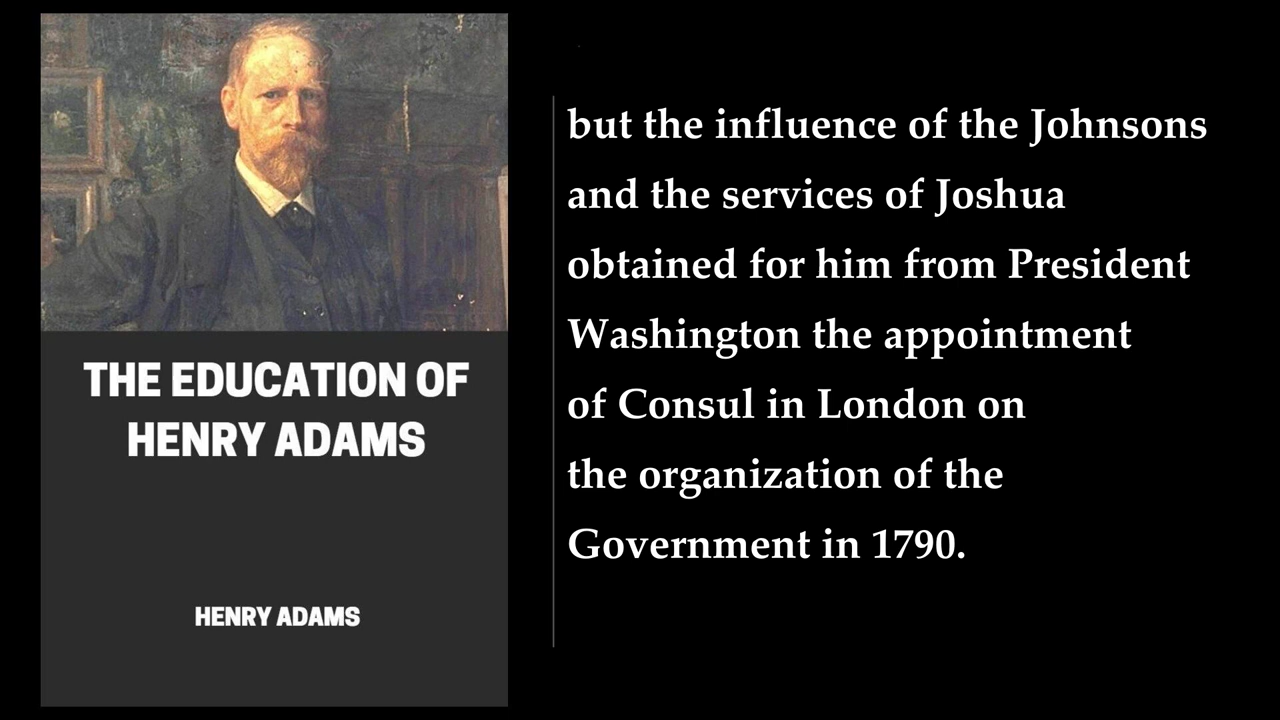 THE EDUCATION OF
HENRY ADAMS
HENRY ADAMS
but the influence of the Johnsons
and the services of Joshua
obtained for him from President
Washington the appointment
of Consul in London on
the organization of the
Government in 1790.